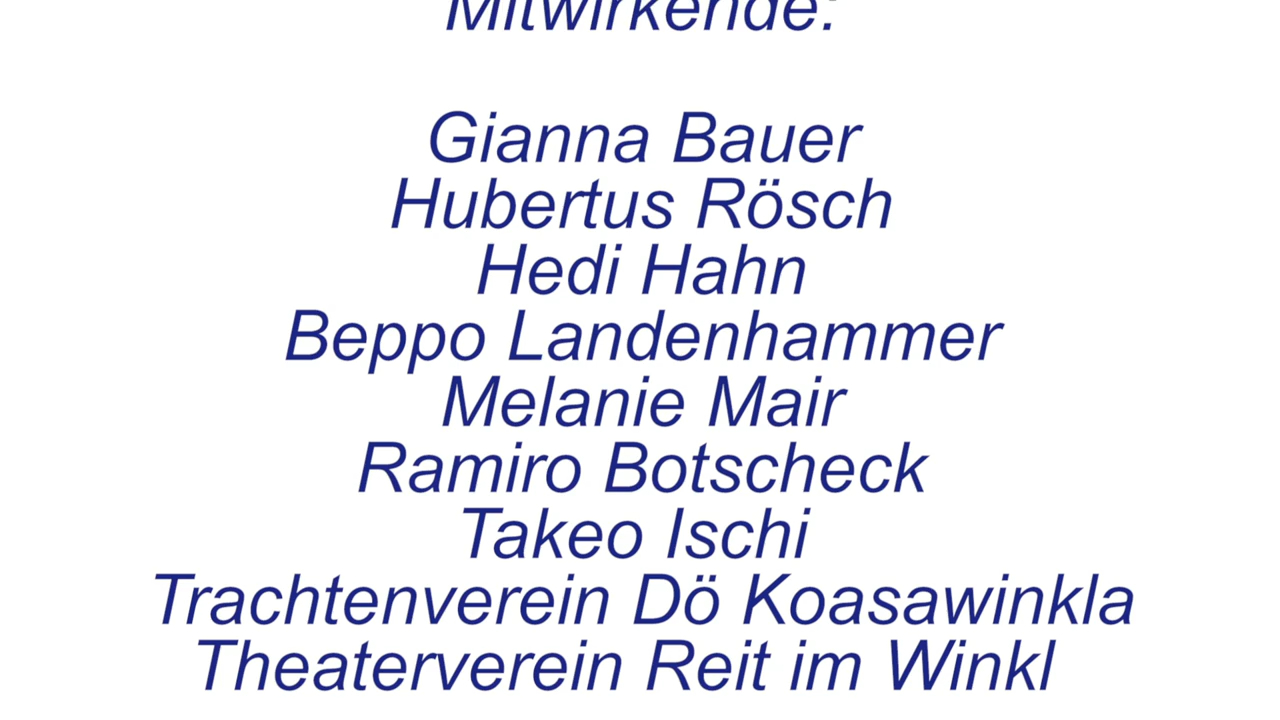 Mitwirkende:
Gianna Bauer
Hubertus Rösch
Hedi Hahn
Beppo Landenhammer
Melanie Mair
Ramiro Botscheck
Takeo Ischi
Trachtenverein Dö Koasawinkla
Theaterverein Reit im Winkl